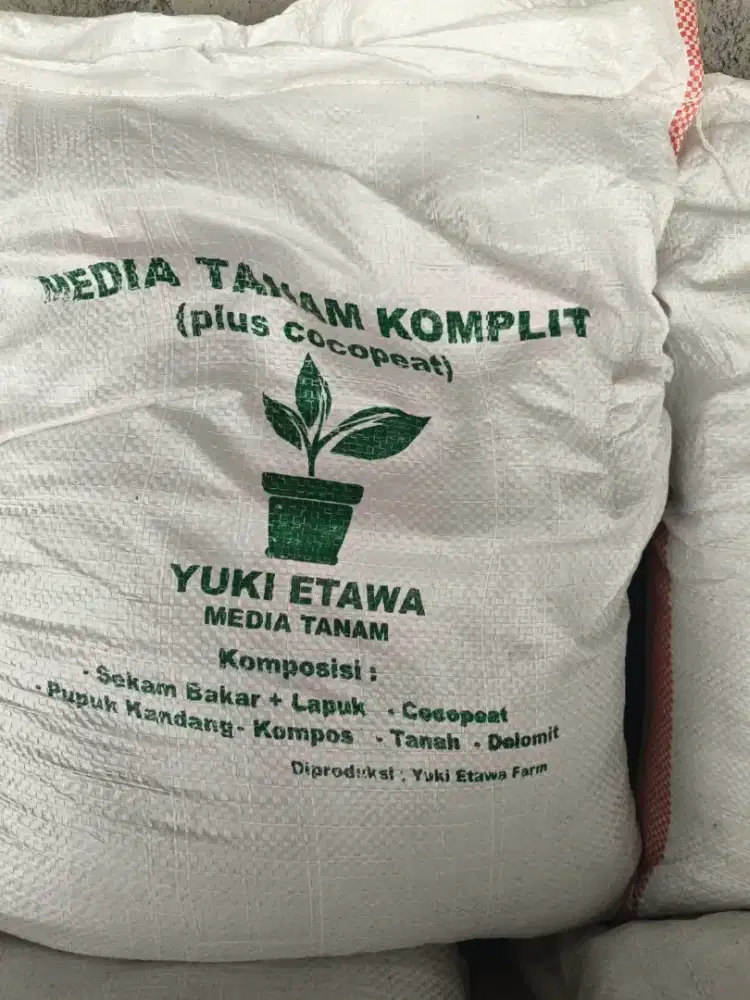 MEDIA TANAM KOMPLIT
(plus cocopeat)
YUKI ETAWA
MEDIA TANAM
Komposisi :
· Sekam Bakar + Lapuk · Cocopeat
· Pupuk Kandang- Kompos · Tanah · Dolomit
Diproduksi : Yuki Etawa Farm